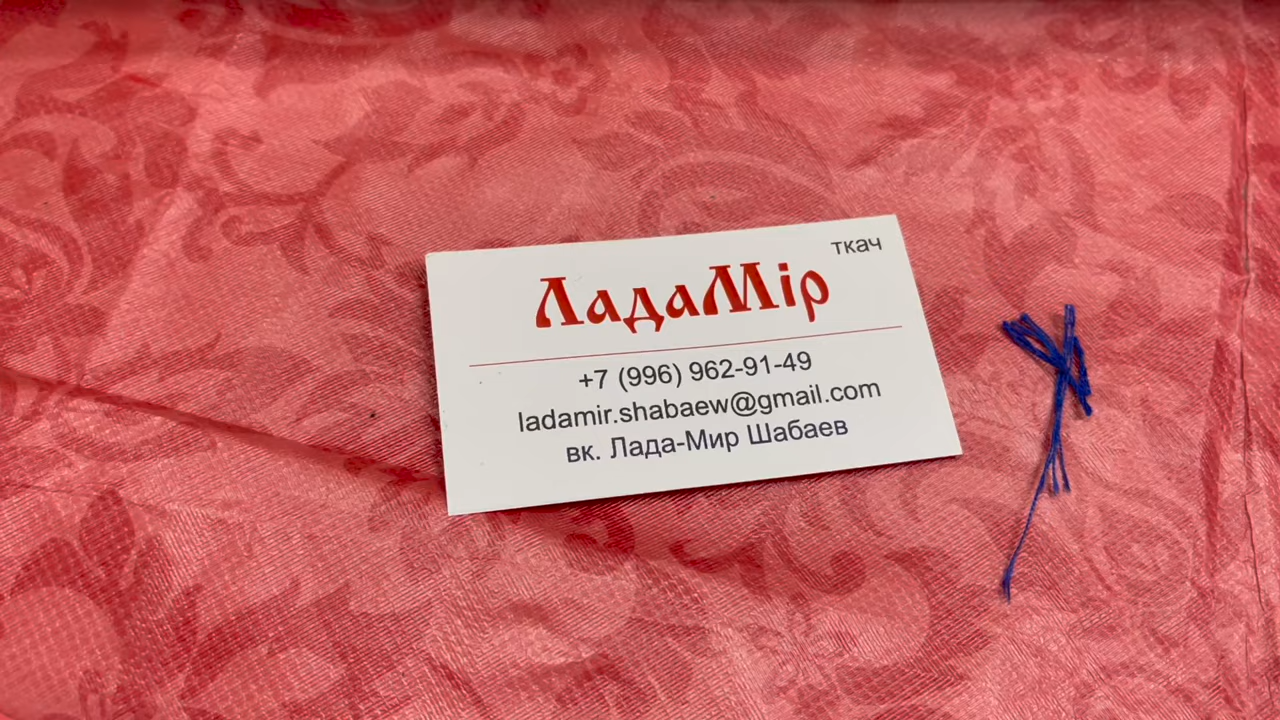 ткач
ЛадаМір
+7 (996) 962-91-49
ladamir.shabaew@gmail.com
вк. Лада-Мир Шабаев